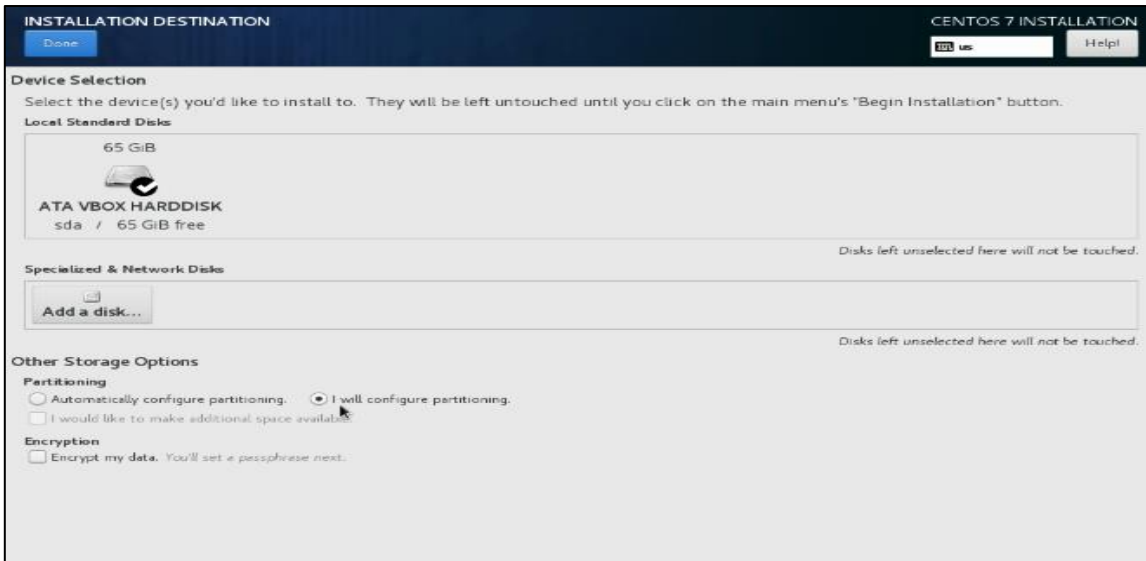 INSTALLATION DESTINATION
CENTOS 7 INSTALLATION
Done
us
Help!
Device Selection
Select the device(s) you'd like to install to. They will be left untouched until you click on the main menu's "Begin Installation" button.
Local Standard Disks
65 GiB
ATA VBOX HARDDISK
sda / 65 GiB free
Disks left unselected here will not be touched.
Specialized & Network Disks
Add a disk...
Disks left unselected here will not be touched.
Other Storage Options
Partitioning
Automatically configure partitioning. I will configure partitioning.
I would like to make additional space available.
Encryption
Encrypt my data. You'll set a passphrase next.